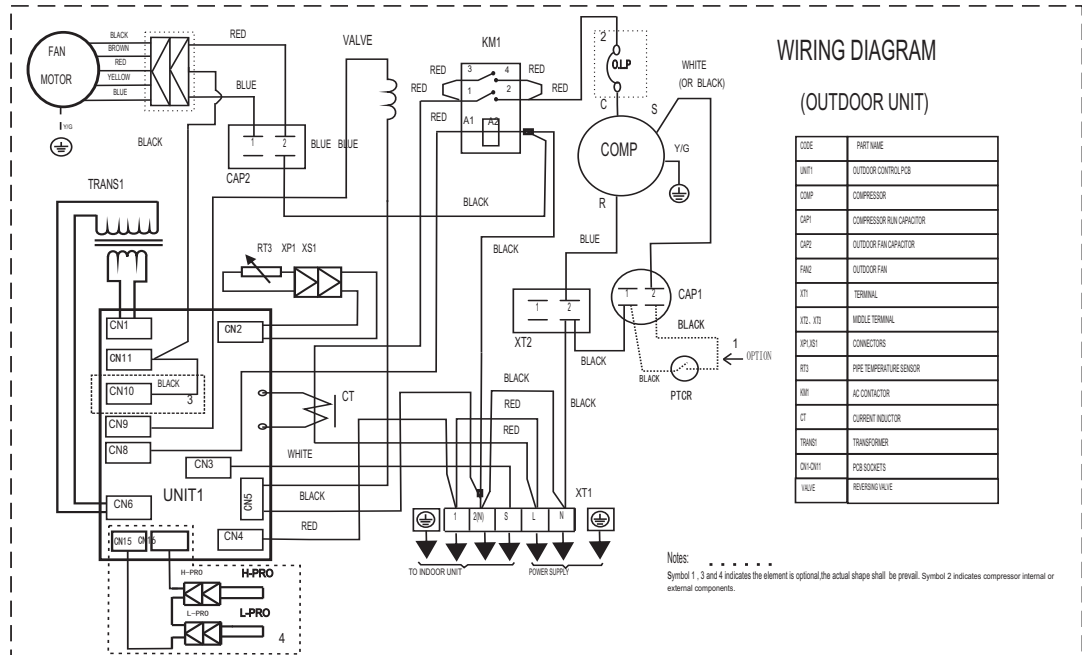 WIRING DIAGRAM
(OUTDOOR UNIT)
FAN
MOTOR
BLACK
BROWN
RED
YELLOW
BLUE
Y/G
RED
BLUE
BLACK
1 2
CAP2
BLUE BLUE
VALVE
KM1
RED
3 4
RED
RED
1 2
RED
RED
A1 A2
2
O.L.P
C
S
WHITE
(OR BLACK)
COMP
Y/G
R
BLUE
BLACK
BLACK
TRANS1
RT3 XP1 XS1
1 2
XT2
BLACK
1 2
CAP1
BLACK
1
OPTION
BLACK
PTCR
CN1
CN2
CN11
CN10
BLACK
3
CN9
CN8
CN3
UNIT1
CN6
CN5
CN4
CN15
CN16
CT
WHITE
BLACK
RED
BLACK
RED
RED
BLACK
XT1
1 2(N) S L N
TO INDOOR UNIT
POWER SUPPLY
H-PRO
H-PRO
L-PRO
L-PRO
4
CODE PART NAME
UNIT1 OUTDOOR CONTROL PCB
COMP COMPRESSOR
CAP1 COMPRESSOR RUN CAPACITOR
CAP2 OUTDOOR FAN CAPACITOR
FAN2 OUTDOOR FAN
XT1 TERMINAL
XT2、XT3 MIDDLE TERMINAL
XP1,XS1 CONNECTORS
RT3 PIPE TEMPERATURE SENSOR
KM1 AC CONTACTOR
CT CURRENT INDUCTOR
TRANS1 TRANSFORMER
CN1-CN11 PCB SOCKETS
VALVE REVERSING VALVE
Notes:
Symbol 1 , 3 and 4 indicates the element is optional,the actual shape shall be prevail. Symbol 2 indicates compressor internal or
external components.